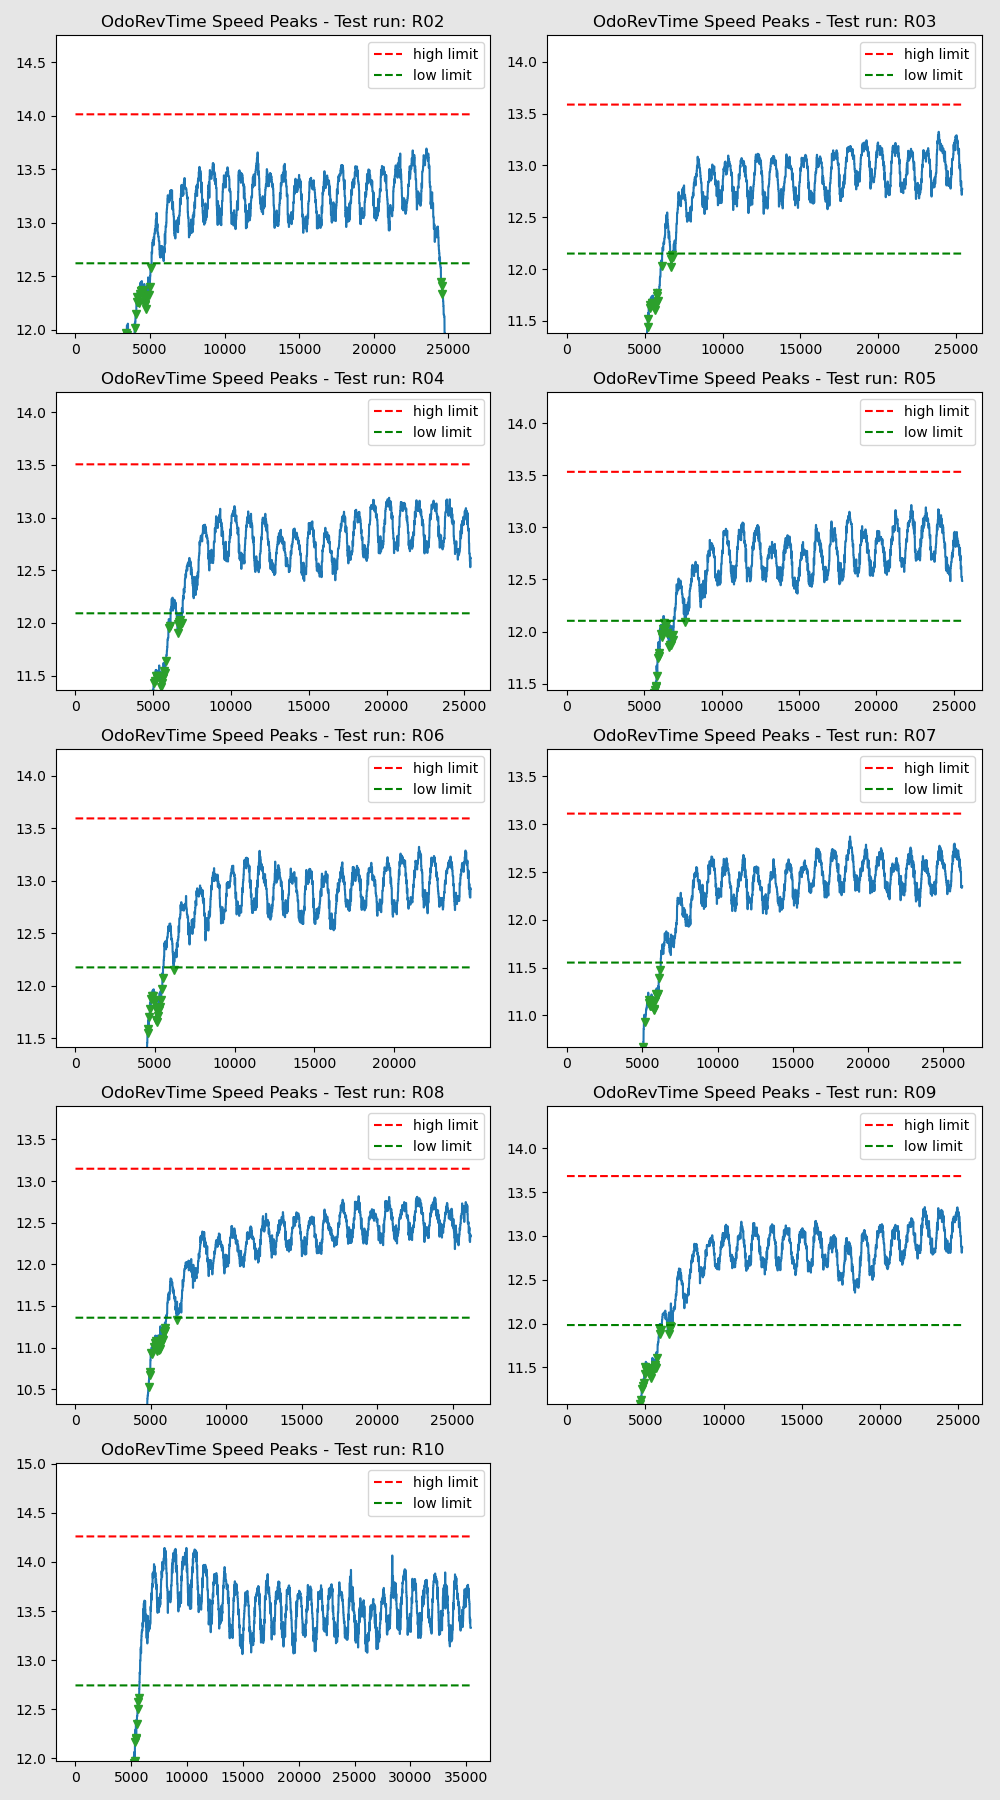 OdoRevTime Speed Peaks - Test run: R02
high limit
low limit
14.5
14.0
13.5
13.0
12.5
12.0
0 5000 10000 15000 20000 25000
OdoRevTime Speed Peaks - Test run: R03
high limit
low limit
14.0
13.5
13.0
12.5
12.0
11.5
0 5000 10000 15000 20000 25000
OdoRevTime Speed Peaks - Test run: R04
high limit
low limit
14.0
13.5
13.0
12.5
12.0
11.5
0 5000 10000 15000 20000 25000
OdoRevTime Speed Peaks - Test run: R05
high limit
low limit
14.0
13.5
13.0
12.5
12.0
11.5
0 5000 10000 15000 20000 25000
OdoRevTime Speed Peaks - Test run: R06
high limit
low limit
14.0
13.5
13.0
12.5
12.0
11.5
0 5000 10000 15000 20000
OdoRevTime Speed Peaks - Test run: R07
high limit
low limit
13.5
13.0
12.5
12.0
11.5
11.0
0 5000 10000 15000 20000 25000
OdoRevTime Speed Peaks - Test run: R08
high limit
low limit
13.5
13.0
12.5
12.0
11.5
11.0
10.5
0 5000 10000 15000 20000 25000
OdoRevTime Speed Peaks - Test run: R09
high limit
low limit
14.0
13.5
13.0
12.5
12.0
11.5
0 5000 10000 15000 20000 25000
OdoRevTime Speed Peaks - Test run: R10
high limit
low limit
15.0
14.5
14.0
13.5
13.0
12.5
12.0
0 5000 10000 15000 20000 25000 30000 35000